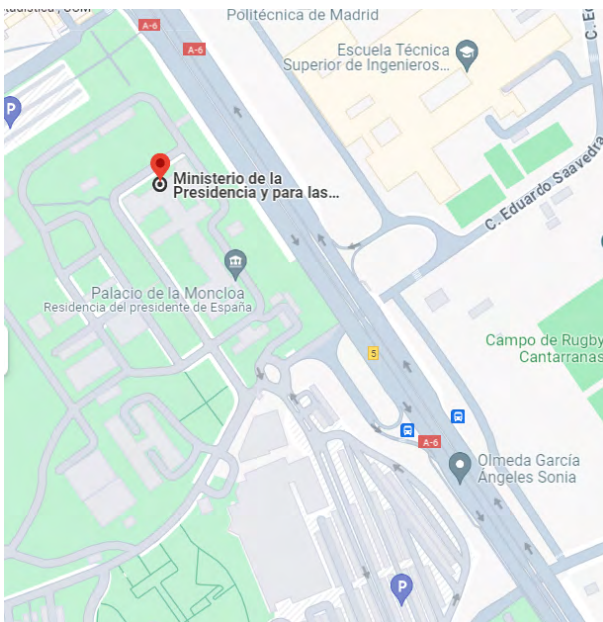 Politécnica de Madrid
A-6
A-6
Escuela Técnica
Superior de Ingenieros...
P
Ministerio de la
Presidencia y para las...
C. Eduardo Saavedra
Palacio de la Moncloa
Residencia del presidente de España
5
Campo de Rugby
Cantarranas
A-6
Olmeda García
Ángeles Sonia
P